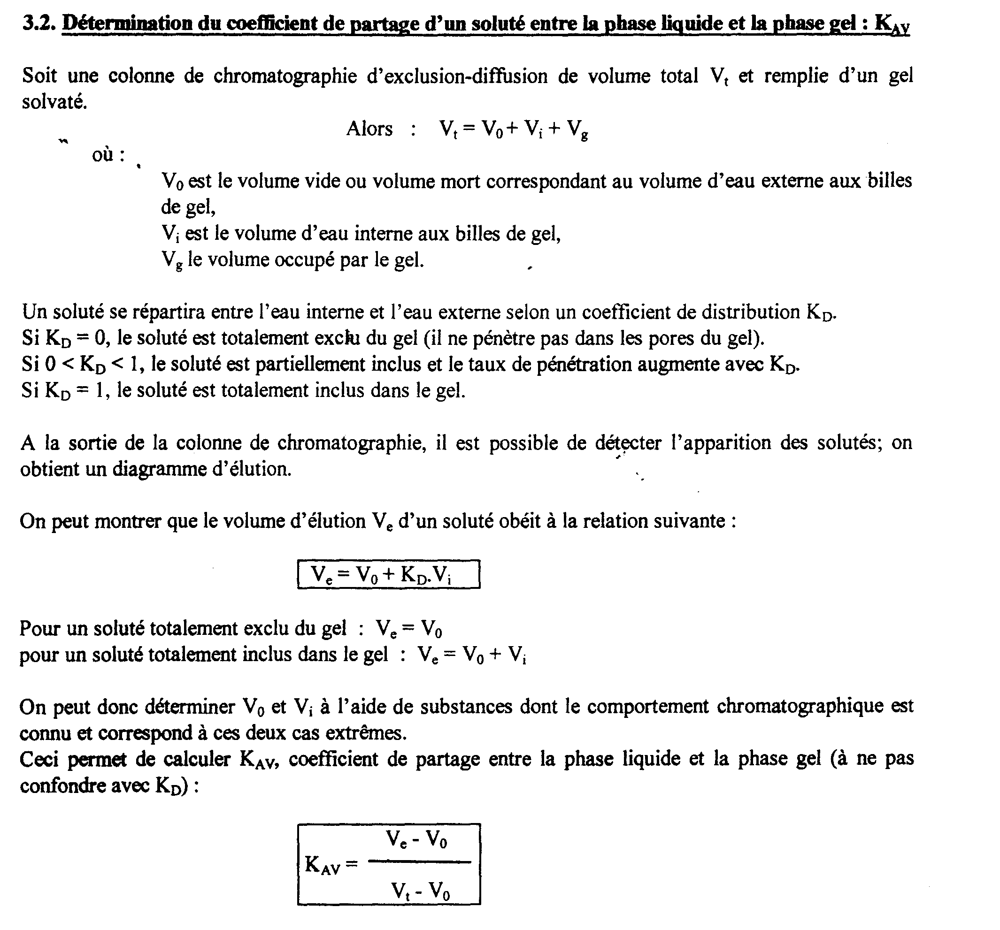 3.2. Détermination du coefficient de partage d'un soluté entre la phase liquide et la phase gel : K_AV
Soit une colonne de chromatographie d'exclusion-diffusion de volume total V_t et remplie d'un gel
solvaté.
Alors : V_t = V_0 + V_i + V_g
où :
V_0 est le volume vide ou volume mort correspondant au volume d'eau externe aux billes
de gel,
V_i est le volume d'eau interne aux billes de gel,
V_g le volume occupé par le gel.
Un soluté se répartira entre l'eau interne et l'eau externe selon un coefficient de distribution K_D.
Si K_D = 0, le soluté est totalement exclu du gel (il ne pénètre pas dans les pores du gel).
Si 0 < K_D < 1, le soluté est partiellement inclus et le taux de pénétration augmente avec K_D.
Si K_D = 1, le soluté est totalement inclus dans le gel.
A la sortie de la colonne de chromatographie, il est possible de détecter l'apparition des solutés; on
obtient un diagramme d'élution.
On peut montrer que le volume d'élution V_e d'un soluté obéit à la relation suivante :
V_e = V_0 + K_D.V_i
Pour un soluté totalement exclu du gel : V_e = V_0
pour un soluté totalement inclus dans le gel : V_e = V_0 + V_i
On peut donc déterminer V_0 et V_i à l'aide de substances dont le comportement chromatographique est
connu et correspond à ces deux cas extrêmes.
Ceci permet de calculer K_AV, coefficient de partage entre la phase liquide et la phase gel (à ne pas
confondre avec K_D) :
V_e - V_0
K_AV =
V_t - V_0